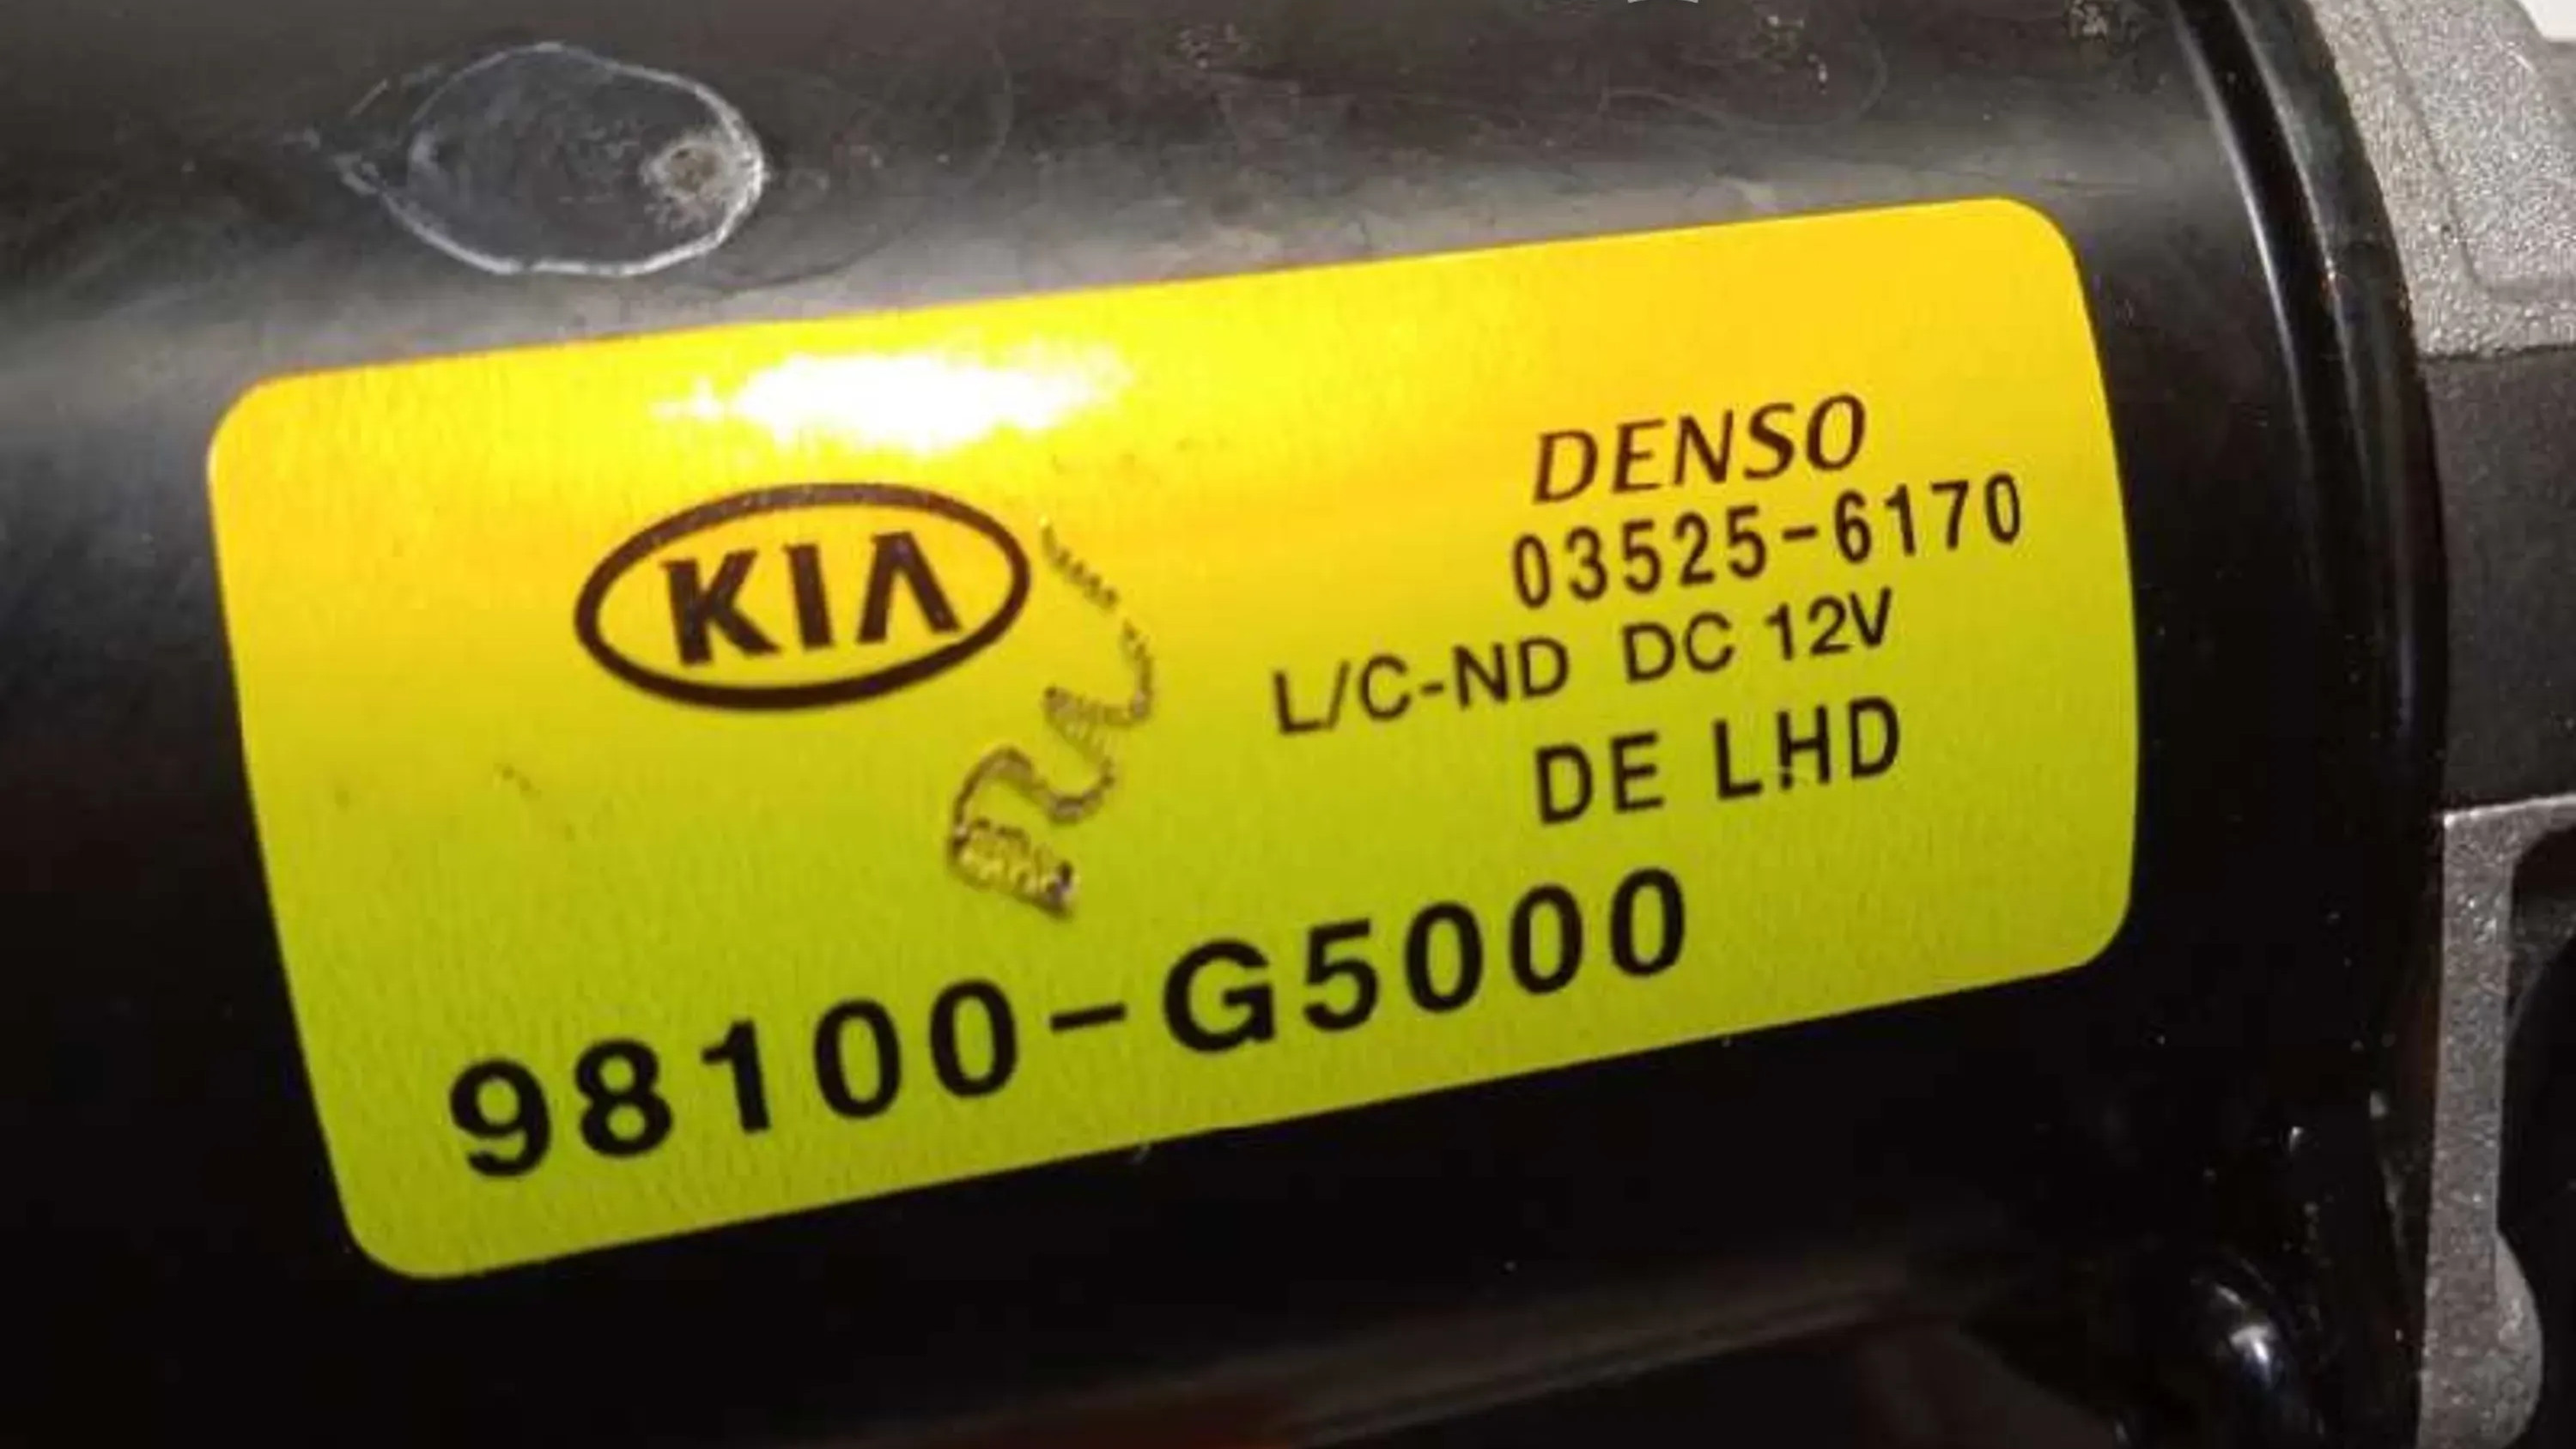 KIA
DENSO
03525-6170
L/C-ND DC 12V
DE LHD
98100-G5000